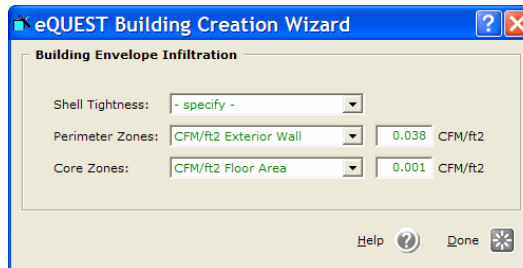 eQUEST Building Creation Wizard
Building Envelope Infiltration
Shell Tightness: - specify -
Perimeter Zones: CFM/ft2 Exterior Wall 0.038 CFM/ft2
Core Zones: CFM/ft2 Floor Area 0.001 CFM/ft2
Help ? Done